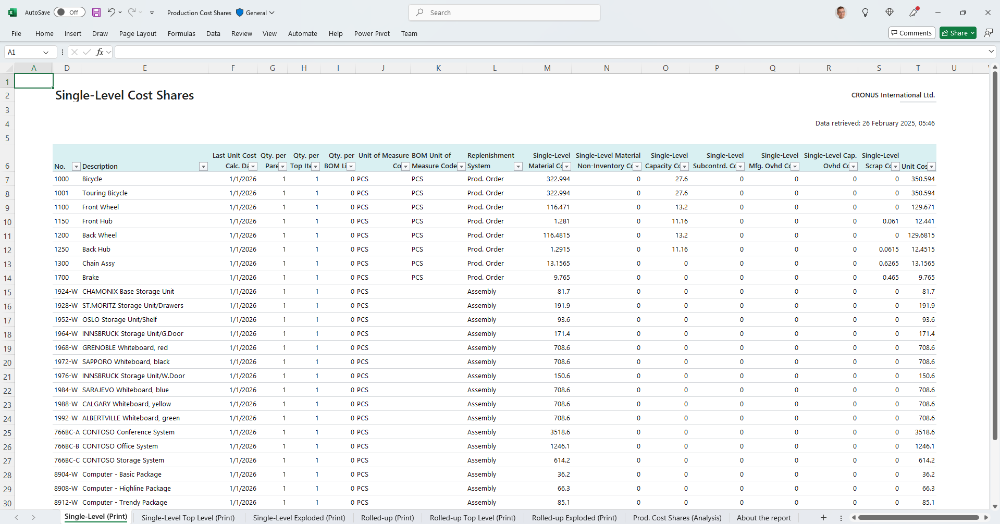 AutoSave Off Production Cost Shares General Search
File Home Insert Draw Page Layout Formulas Data Review View Automate Help Power Pivot Team Comments Share
A1 fx
A D E F G H I J K L M N O P Q R S T U
1
2 Single-Level Cost Shares CRONUS International Ltd.
3
4 Data retrieved: 26 February 2025, 05:46
5
Last Unit Cost Qty. per Qty. per Qty. per Unit of Measure BOM Unit of Replenishment Single-Level Single-Level Material Single-Level Single-Level Single-Level Single-Level Cap. Single-Level
6 No. Description Calc. Da Pare Top Ite BOM Li Co Measure Code System Material Co Non-Inventory Co Capacity Co Subcontrd. Co Mfg. Ovhd Co Ovhd Co Scrap Co Unit Cos
7 1000 Bicycle 1/1/2026 1 1 0 PCS PCS Prod. Order 322.994 0 27.6 0 0 0 0 350.594
8 1001 Touring Bicycle 1/1/2026 1 1 0 PCS PCS Prod. Order 322.994 0 27.6 0 0 0 0 350.594
9 1100 Front Wheel 1/1/2026 1 1 0 PCS PCS Prod. Order 116.471 0 13.2 0 0 0 0 129.671
10 1150 Front Hub 1/1/2026 1 1 0 PCS PCS Prod. Order 1.281 0 11.16 0 0 0 0.061 12.441
11 1200 Back Wheel 1/1/2026 1 1 0 PCS PCS Prod. Order 116.4815 0 13.2 0 0 0 0 129.6815
12 1250 Back Hub 1/1/2026 1 1 0 PCS PCS Prod. Order 1.2915 0 11.16 0 0 0 0.0615 12.4515
13 1300 Chain Assy 1/1/2026 1 1 0 PCS PCS Prod. Order 13.1565 0 0 0 0 0 0.6265 13.1565
14 1700 Brake 1/1/2026 1 1 0 PCS PCS Prod. Order 9.765 0 0 0 0 0 0.465 9.765
15 1924-W CHAMONIX Base Storage Unit 1/1/2026 1 1 0 PCS Assembly 81.7 0 0 0 0 0 0 81.7
16 1928-W ST.MORITZ Storage Unit/Drawers 1/1/2026 1 1 0 PCS Assembly 191.9 0 0 0 0 0 0 191.9
17 1952-W OSLO Storage Unit/Shelf 1/1/2026 1 1 0 PCS Assembly 93.6 0 0 0 0 0 0 93.6
18 1964-W INNSBRUCK Storage Unit/G.Door 1/1/2026 1 1 0 PCS Assembly 171.4 0 0 0 0 0 0 171.4
19 1968-W GRENOBLE Whiteboard, red 1/1/2026 1 1 0 PCS Assembly 708.6 0 0 0 0 0 0 708.6
20 1972-W SAPPORO Whiteboard, black 1/1/2026 1 1 0 PCS Assembly 708.6 0 0 0 0 0 0 708.6
21 1976-W INNSBRUCK Storage Unit/W.Door 1/1/2026 1 1 0 PCS Assembly 150.6 0 0 0 0 0 0 150.6
22 1984-W SARAJEVO Whiteboard, blue 1/1/2026 1 1 0 PCS Assembly 708.6 0 0 0 0 0 0 708.6
23 1988-W CALGARY Whiteboard, yellow 1/1/2026 1 1 0 PCS Assembly 708.6 0 0 0 0 0 0 708.6
24 1992-W ALBERTVILLE Whiteboard, green 1/1/2026 1 1 0 PCS Assembly 708.6 0 0 0 0 0 0 708.6
25 766BC-A CONTOSO Conference System 1/1/2026 1 1 0 PCS Assembly 3518.6 0 0 0 0 0 0 3518.6
26 766BC-B CONTOSO Office System 1/1/2026 1 1 0 PCS Assembly 1246.1 0 0 0 0 0 0 1246.1
27 766BC-C CONTOSO Storage System 1/1/2026 1 1 0 PCS Assembly 614.2 0 0 0 0 0 0 614.2
28 8904-W Computer - Basic Package 1/1/2026 1 1 0 PCS Assembly 36.2 0 0 0 0 0 0 36.2
29 8908-W Computer - Highline Package 1/1/2026 1 1 0 PCS Assembly 66.3 0 0 0 0 0 0 66.3
30 8912-W Computer - Trendy Package 1/1/2026 1 1 0 PCS Assembly 85.1 0 0 0 0 0 0 85.1
Single-Level (Print) Single-Level Top Level (Print) Single-Level Exploded (Print) Rolled-up (Print) Rolled-up Top Level (Print) Rolled-up Exploded (Print) Prod. Cost Shares (Analysis) About the report